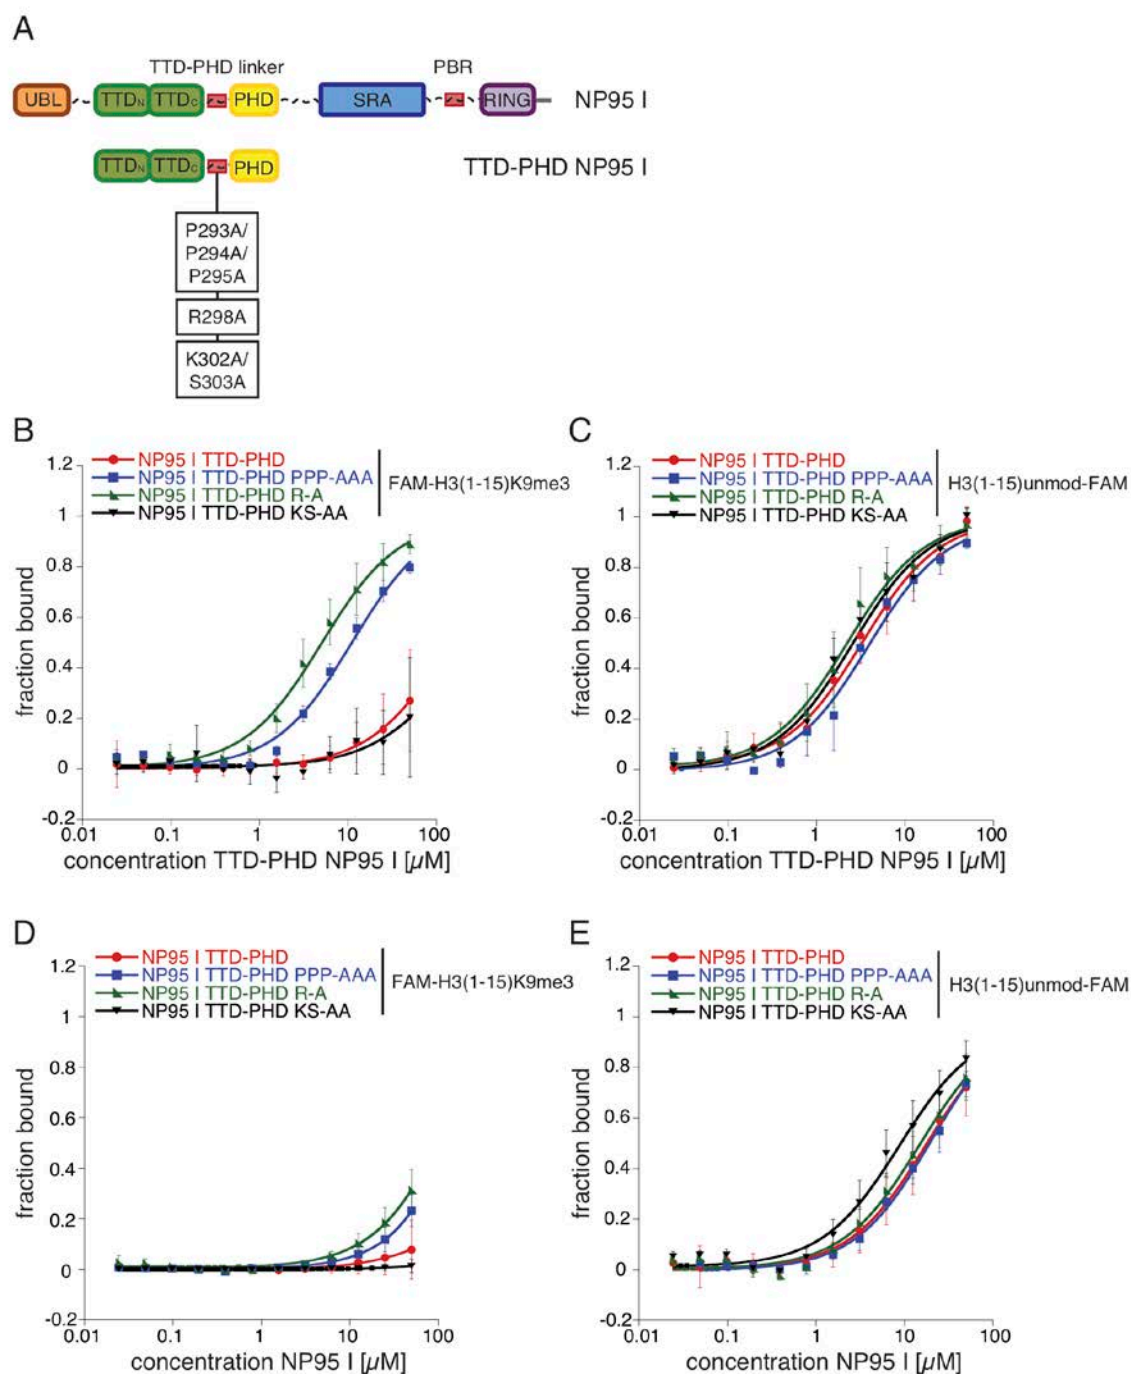 A
TTD-PHD linker
PBR
UBL
TTDN
TTDC
PHD
SRA
RING
NP95 I
TTDN
TTDC
PHD
TTD-PHD NP95 I
P293A/
P294A/
P295A
R298A
K302A/
S303A
B
NP95 I TTD-PHD
NP95 I TTD-PHD PPP-AAA
NP95 I TTD-PHD R-A
NP95 I TTD-PHD KS-AA
FAM-H3(1-15)K9me3
fraction bound
1.2
1
0.8
0.6
0.4
0.2
0
-0.2
0.01
0.1
1
10
100
concentration TTD-PHD NP95 I [µM]
C
NP95 I TTD-PHD
NP95 I TTD-PHD PPP-AAA
NP95 I TTD-PHD R-A
NP95 I TTD-PHD KS-AA
H3(1-15)unmod-FAM
fraction bound
1.2
1
0.8
0.6
0.4
0.2
0
-0.2
0.01
0.1
1
10
100
concentration TTD-PHD NP95 I [µM]
D
NP95 I TTD-PHD
NP95 I TTD-PHD PPP-AAA
NP95 I TTD-PHD R-A
NP95 I TTD-PHD KS-AA
FAM-H3(1-15)K9me3
fraction bound
1.2
1
0.8
0.6
0.4
0.2
0
-0.2
0.01
0.1
1
10
100
concentration NP95 I [µM]
E
NP95 I TTD-PHD
NP95 I TTD-PHD PPP-AAA
NP95 I TTD-PHD R-A
NP95 I TTD-PHD KS-AA
H3(1-15)unmod-FAM
fraction bound
1.2
1
0.8
0.6
0.4
0.2
0
-0.2
0.01
0.1
1
10
100
concentration NP95 I [µM]